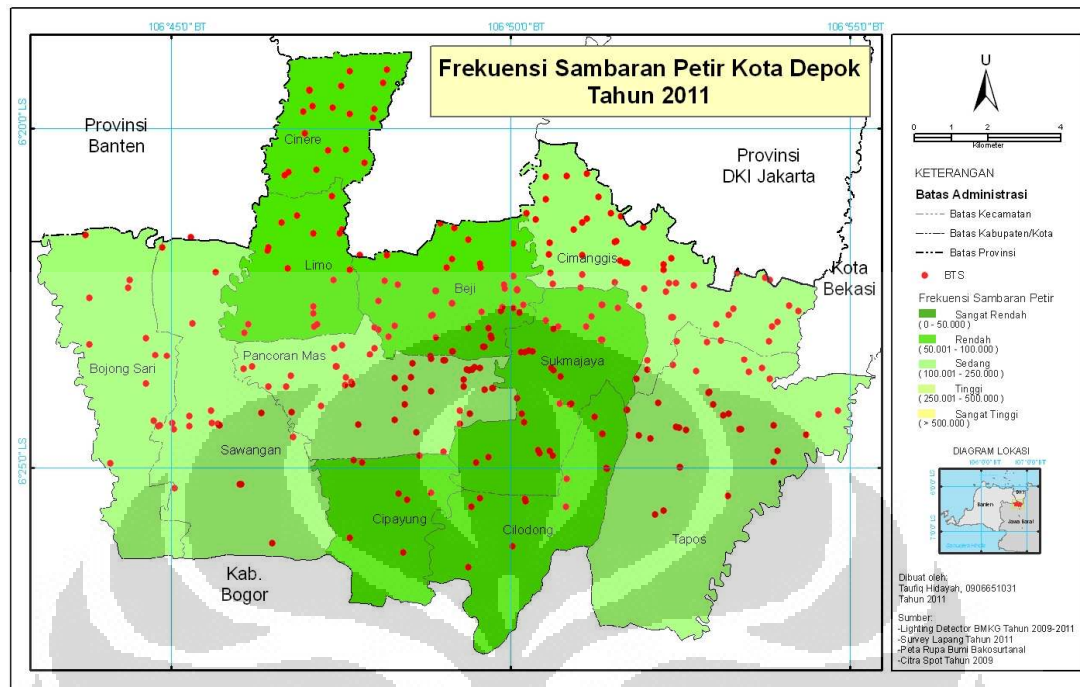 Frekuensi Sambaran Petir Kota Depok
Tahun 2011
106°45'0" BT
106°50'0" BT
106°55'0" BT
6°20'0" LS
6°25'0" LS
Provinsi
Banten
Provinsi
DKI Jakarta
Kota
Bekasi
Kab.
Bogor
Cinere
Limo
Beji
Cimanggis
Bojong Sari
Pancoran Mas
Sukmajaya
Sawangan
Cipayung
Cilodong
Tapos
U
0 1 2 4
Kilometer
KETERANGAN
Batas Administrasi
Batas Kecamatan
Batas Kabupaten/Kota
Batas Provinsi
BTS
Frekuensi Sambaran Petir
Sangat Rendah
( 0 - 50.000 )
Rendah
(50.001 - 100.000 )
Sedang
(100.001 - 250.000 )
Tinggi
(250.001 - 500.000 )
Sangat Tinggi
(> 500.000 )
DIAGRAM LOKASI
Banten
Jawa Barat
Dibuat oleh:
Taufiq Hidayah, 0906651031
Tahun 2011
Sumber:
-Lighting Detector BMKG Tahun 2009-2011
-Survey Lapang Tahun 2011
-Peta Rupa Bumi Bakosurtanal
-Citra Spot Tahun 2009